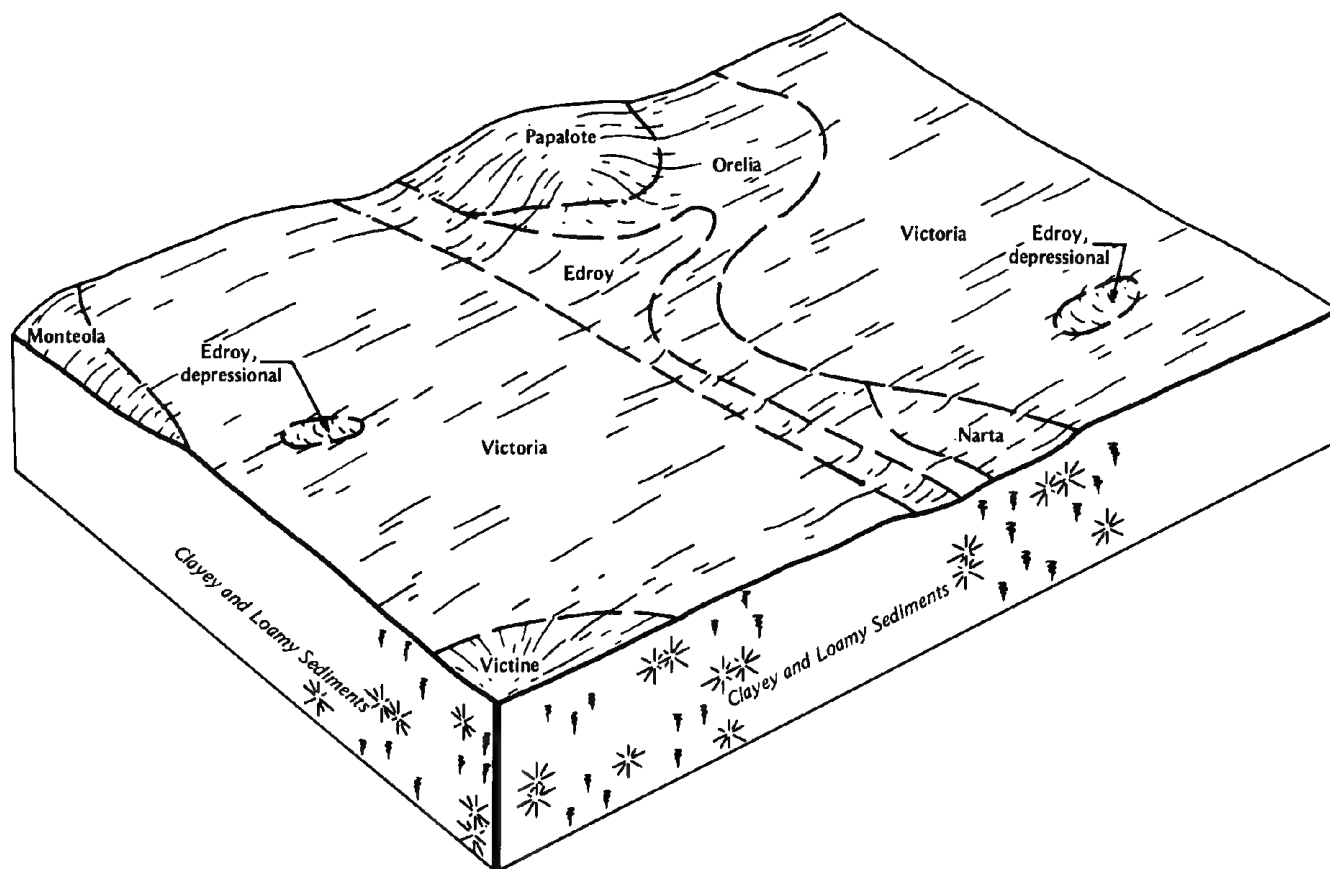 Papalote
Orelia
Victoria
Edroy,
depressional
Edroy
Monteola
Edroy,
depressional
Victoria
Narta
Victine
Clayey and Loamy Sediments
Clayey and Loamy Sediments